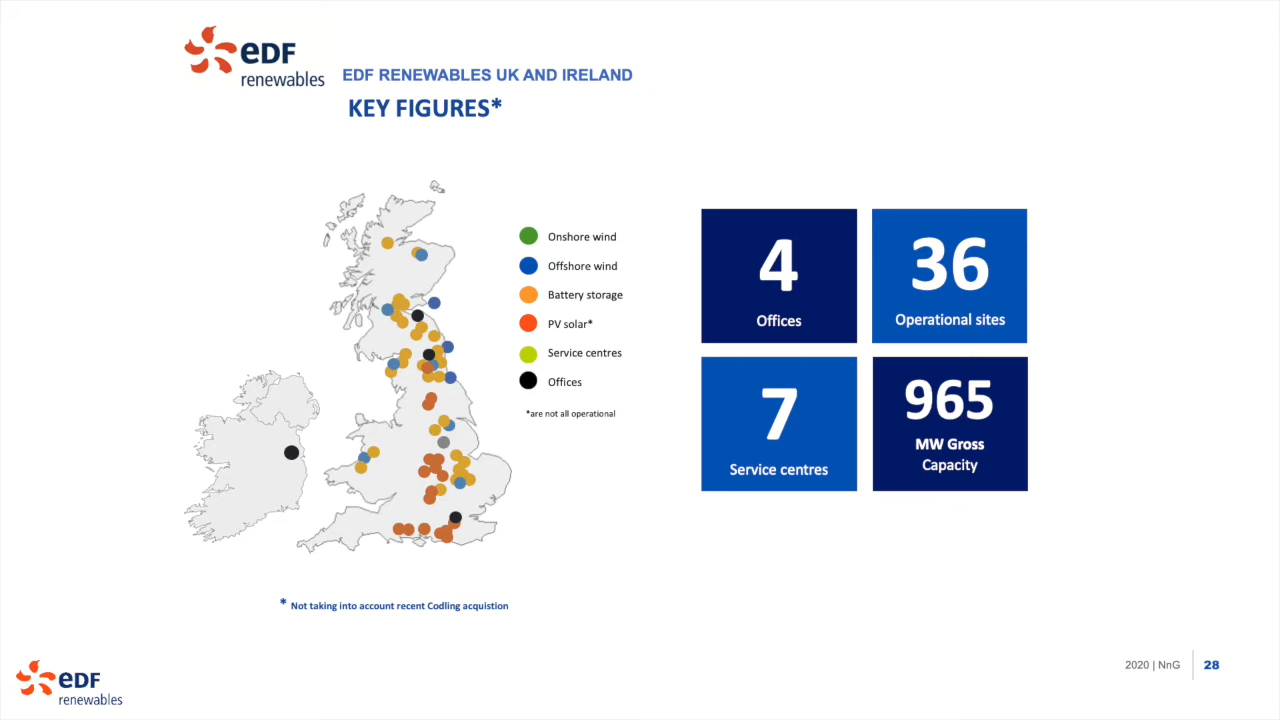 eDF
renewables
EDF RENEWABLES UK AND IRELAND
KEY FIGURES*
Onshore wind
Offshore wind
Battery storage
PV solar*
Service centres
Offices
*are not all operational
4
Offices
36
Operational sites
7
Service centres
965
MW Gross
Capacity
* Not taking into account recent Codling acquistion
eDF
renewables
2020 | NnG
28